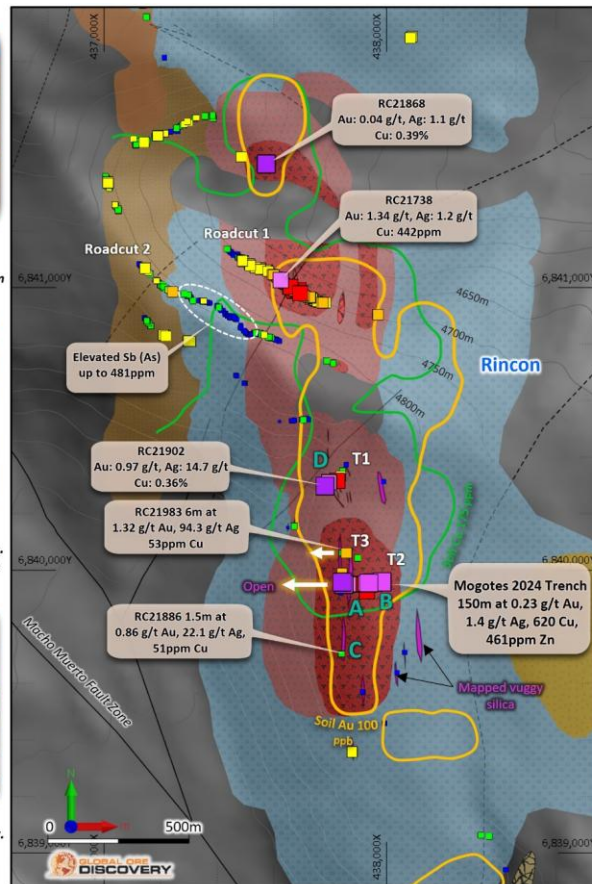 437,000X
438,000X
RC21868
Au: 0.04 g/t, Ag: 1.1 g/t
Cu: 0.39%
RC21738
Au: 1.34 g/t, Ag: 1.2 g/t
Cu: 442ppm
Roadcut 1
Roadcut 2
6,841,000Y
6,841,000Y
4650m
4700m
4750m
4800m
Rincon
Elevated Sb (As)
up to 481ppm
RC21902
Au: 0.97 g/t, Ag: 14.7 g/t
Cu: 0.36%
D
T1
RC21983 6m at
1.32 g/t Au, 94.3 g/t Ag
53ppm Cu
T3
T2
6,840,000Y
6,840,000Y
Open
A
B
Mogotes 2024 Trench
150m at 0.23 g/t Au,
1.4 g/t Ag, 620 Cu,
461ppm Zn
RC21886 1.5m at
0.86 g/t Au, 22.1 g/t Ag,
51ppm Cu
C
Macho Muerto Fault Zone
Mapped vuggy
silica
Soil Au 100
ppb
N
0
500m
GLOBAL ORE
DISCOVERY
438,000X
6,839,000Y